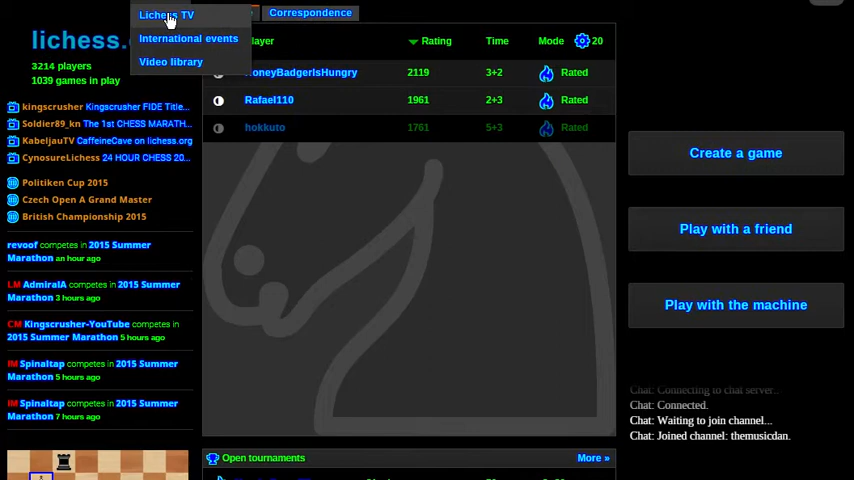 Lichess TV
Correspondence
lichess.
International events
Player Rating Time Mode 20
Video library
3214 players
1039 games in play
HoneyBadgerIsHungry 2119 3+2 Rated
Rafael110 1961 2+3 Rated
hokkuto 1761 5+3 Rated
kingscrusher Kingscrusher FIDE Title...
Soldier89_kn The 1st CHESS MARATH...
KabeljauTV CaffeineCave on lichess.org
CynosureLichess 24 HOUR CHESS 20...
Politiken Cup 2015
Czech Open A Grand Master
British Championship 2015
revoof competes in 2015 Summer
Marathon an hour ago
LM AdmiralA competes in 2015 Summer
Marathon 3 hours ago
CM Kingscrusher-YouTube competes in
2015 Summer Marathon 5 hours ago
IM Spinaltap competes in 2015 Summer
Marathon 5 hours ago
IM Spinaltap competes in 2015 Summer
Marathon 7 hours ago
Create a game
Play with a friend
Play with the machine
Chat: Connecting to chat server..
Chat: Connected.
Chat: Waiting to join channel...
Chat: Joined channel: themusicdan.
Open tournaments More »